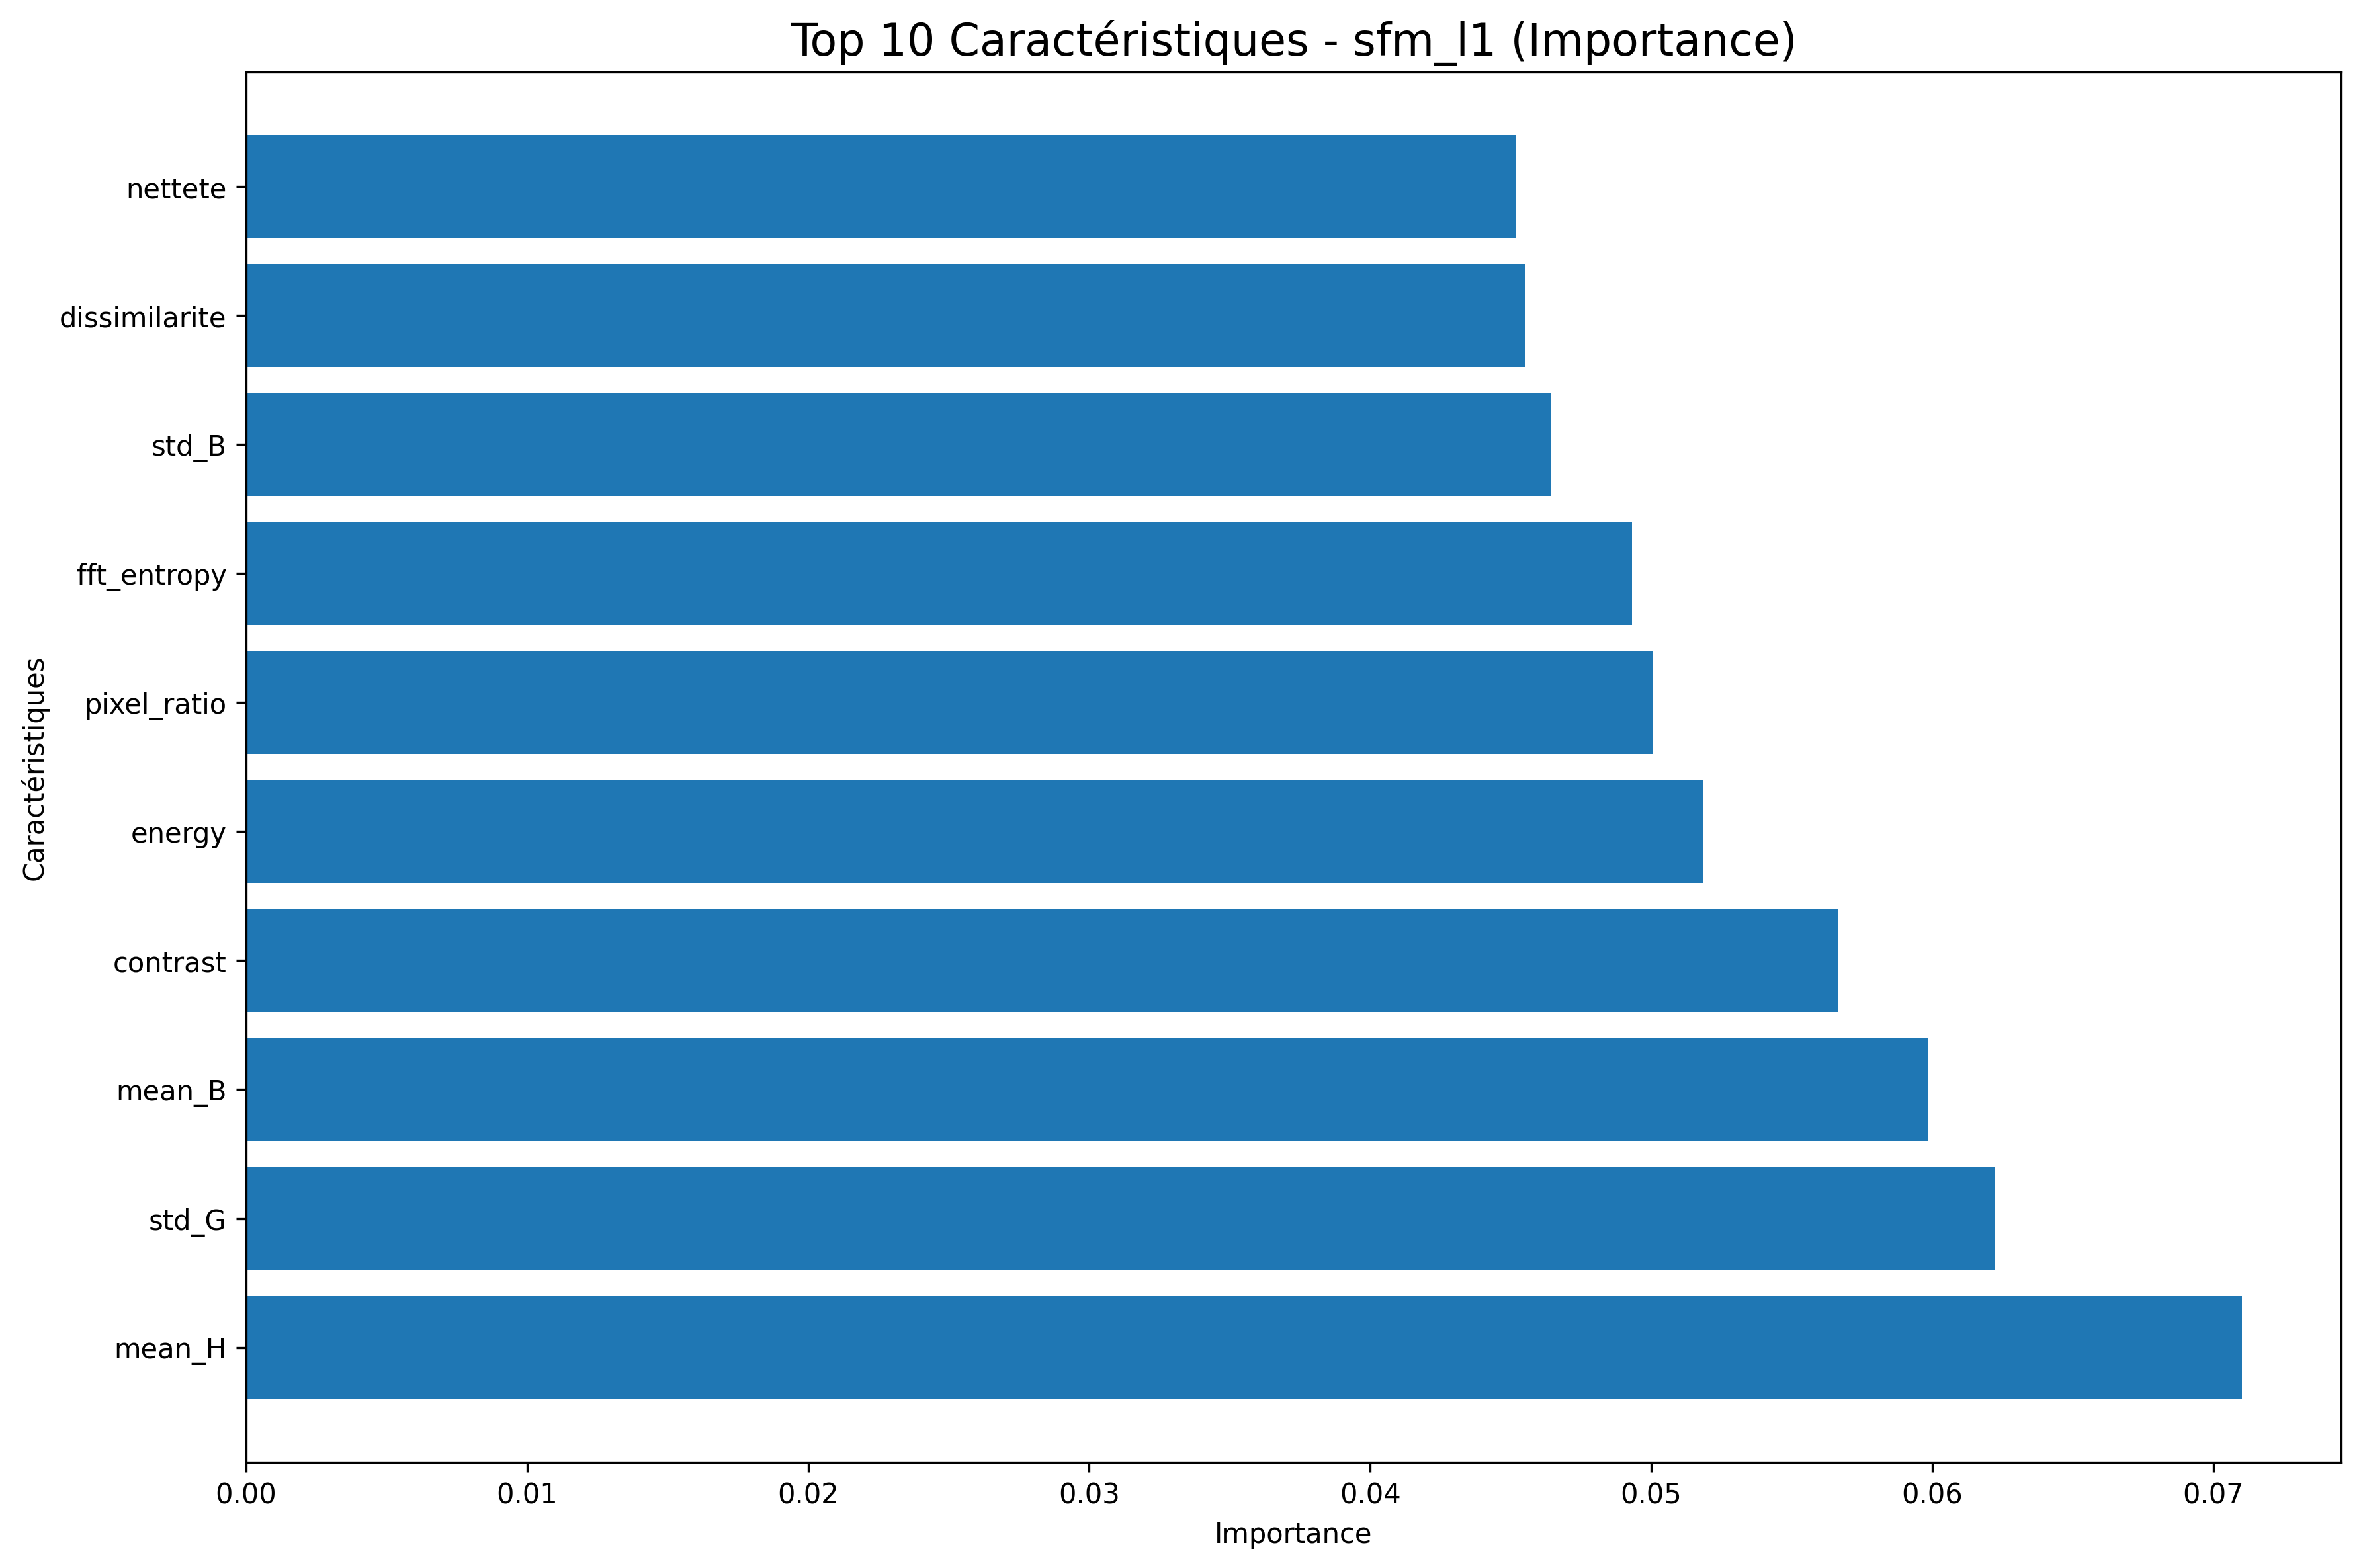 Top 10 Caractéristiques - sfm_l1 (Importance)
Caractéristiques
nettete
dissimilarite
std_B
fft_entropy
pixel_ratio
energy
contrast
mean_B
std_G
mean_H
0.00 0.01 0.02 0.03 0.04 0.05 0.06 0.07
Importance